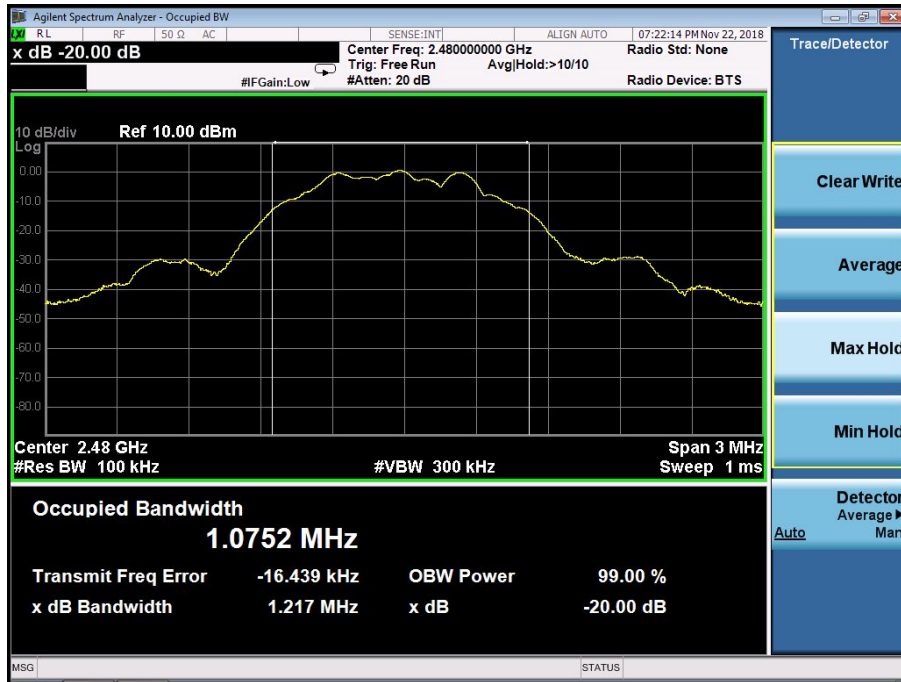 Agilent Spectrum Analyzer - Occupied BW
LXI RL RF 50 Ω AC SENSE:INT ALIGN AUTO 07:22:14 PM Nov 22, 2018
x dB -20.00 dB
Center Freq: 2.480000000 GHz Radio Std: None
Trig: Free Run Avg|Hold:>10/10
#IFGain:Low #Atten: 20 dB Radio Device: BTS
10 dB/div Ref 10.00 dBm
Log
0.00
-10.0
-20.0
-30.0
-40.0
-50.0
-60.0
-70.0
-80.0
Center 2.48 GHz Span 3 MHz
#Res BW 100 kHz #VBW 300 kHz Sweep 1 ms
Occupied Bandwidth
1.0752 MHz
Transmit Freq Error -16.439 kHz OBW Power 99.00 %
x dB Bandwidth 1.217 MHz x dB -20.00 dB
MSG STATUS
Trace/Detector
Clear Write
Average
Max Hold
Min Hold
Detector
Average▶
Auto Man